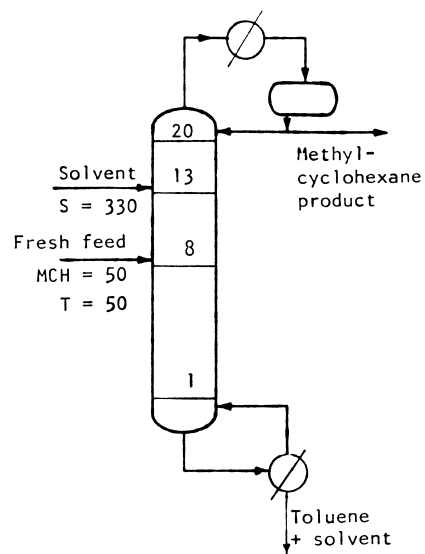 20
Methyl-
cyclohexane
product
Solvent
13
S = 330
Fresh feed
8
MCH = 50
T = 50
1
Toluene
+ solvent